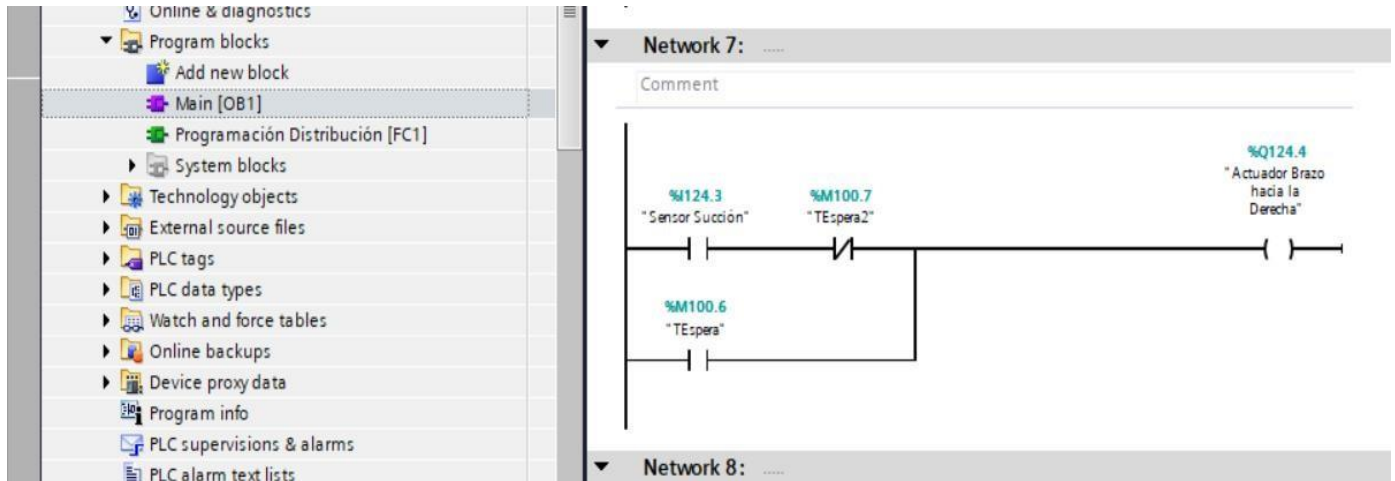 Online & diagnostics
Program blocks
Add new block
Main [OB1]
Programación Distribución [FC1]
System blocks
Technology objects
External source files
PLC tags
PLC data types
Watch and force tables
Online backups
Device proxy data
Program info
PLC supervisions & alarms
PLC alarm text lists
Network 7: .....
Comment
%Q124.4
"Actuador Brazo
hacia la
Derecha"
%I124.3
"Sensor Succión"
%M100.7
"TEspera2"
%M100.6
"TEspera"
Network 8: .....